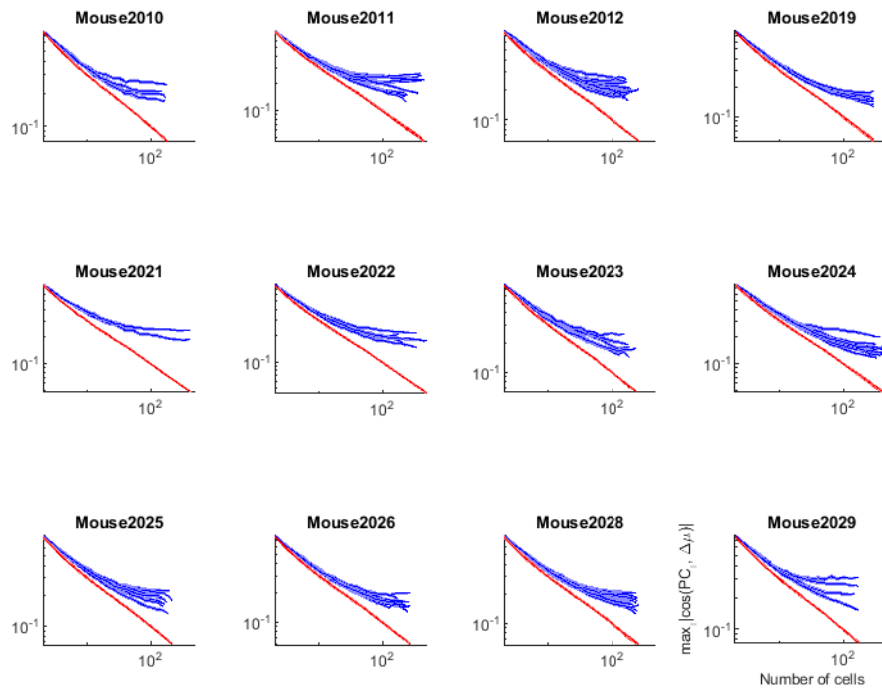 Mouse2010
Mouse2011
Mouse2012
Mouse2019
10^-1
10^2
10^-1
10^2
10^-1
10^2
10^-1
10^2
Mouse2021
Mouse2022
Mouse2023
Mouse2024
10^-1
10^2
10^-1
10^2
10^-1
10^2
10^-1
10^2
Mouse2025
Mouse2026
Mouse2028
Mouse2029
10^-1
10^2
10^-1
10^2
10^-1
10^2
max_i|cos(PC_i, Δμ)|
10^-1
10^2
Number of cells